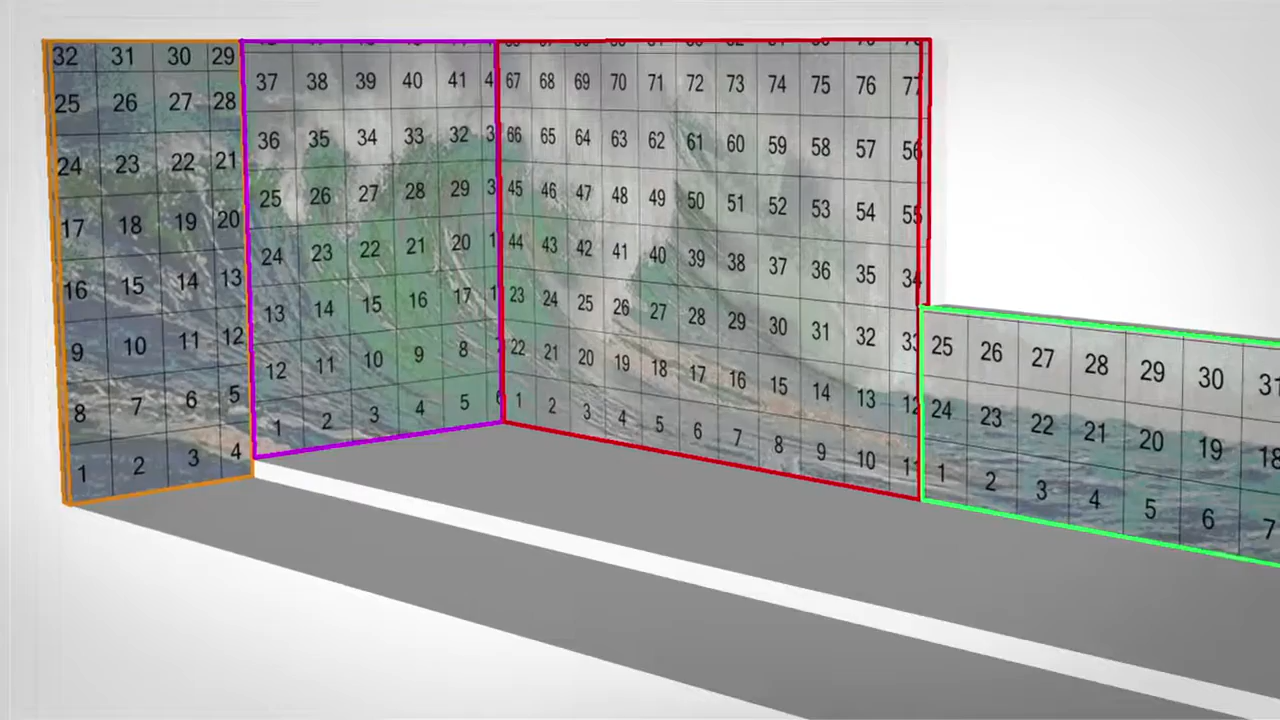 32 31 30 29
25 26 27 28
24 23 22 21
17 18 19 20
16 15 14 13
9 10 11 12
8 7 6 5
1 2 3 4
37 38 39 40 41
36 35 34 33 32
25 26 27 28 29
24 23 22 21 20
13 14 15 16 17
12 11 10 9 8
1 2 3 4 5
67 68 69 70 71 72 73 74 75 76 77
66 65 64 63 62 61 60 59 58 57 56
45 46 47 48 49 50 51 52 53 54 55
44 43 42 41 40 39 38 37 36 35 34
23 24 25 26 27 28 29 30 31 32 33
22 21 20 19 18 17 16 15 14 13 12
1 2 3 4 5 6 7 8 9 10 11
25 26 27 28 29 30 31
24 23 22 21 20 19 18
1 2 3 4 5 6 7